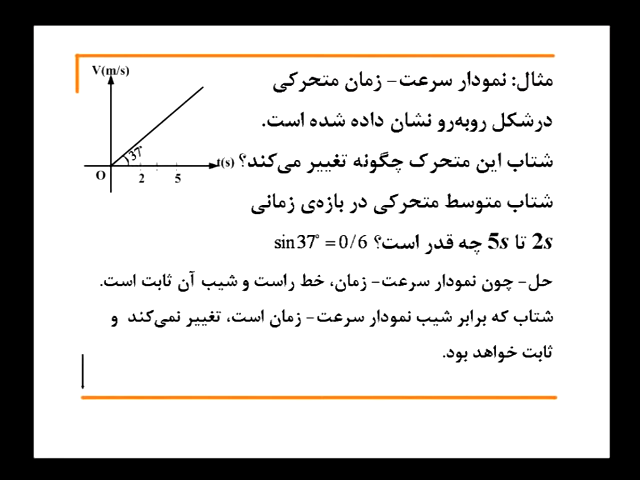 مثال: نمودار سرعت- زمان متحرکی
درشکل روبه‌رو نشان داده شده است.
شتاب این متحرک چگونه تغییر می‌کند؟
شتاب متوسط متحرکی در بازه‌ی زمانی
2s تا 5s چه قدر است؟ sin37° = 0/6
V(m/s)
37°
t(s)
O 2 5
حل- چون نمودار سرعت- زمان، خط راست و شیب آن ثابت است.
شتاب که برابر شیب نمودار سرعت- زمان است، تغییر نمی‌کند و
ثابت خواهد بود.